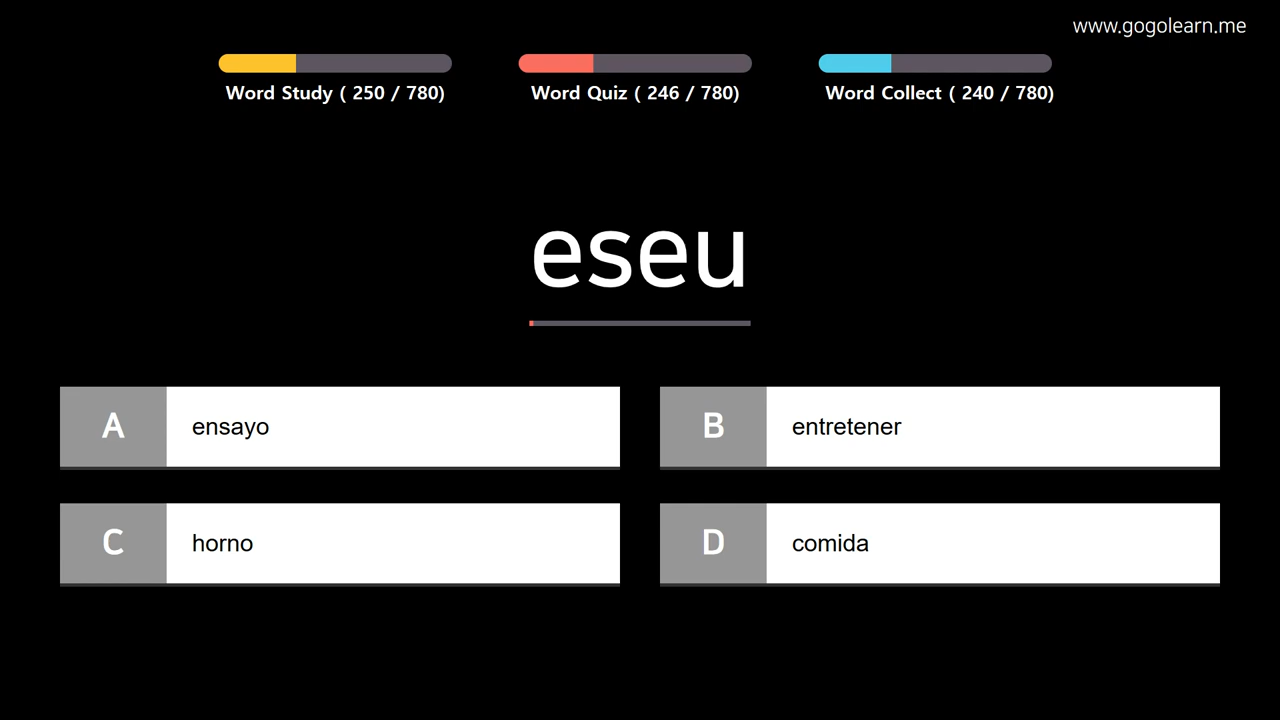 www.gogolearn.me
Word Study ( 250 / 780)
Word Quiz ( 246 / 780)
Word Collect ( 240 / 780)
eseu
A ensayo
B entretener
C horno
D comida